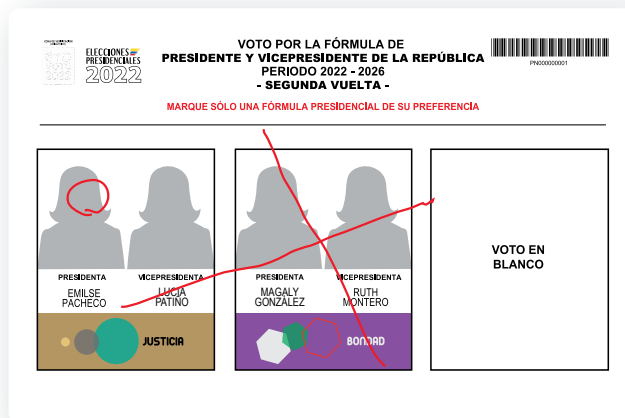 ELECCIONES
PRESIDENCIALES
2022
VOTO POR LA FÓRMULA DE
PRESIDENTE Y VICEPRESIDENTE DE LA REPÚBLICA
PERIODO 2022 - 2026
- SEGUNDA VUELTA -
PN000000001
MARQUE SÓLO UNA FÓRMULA PRESIDENCIAL DE SU PREFERENCIA
PRESIDENTA
EMILSE
PACHECO
VICEPRESIDENTA
LUCÍA
PATIÑO
JUSTICIA
PRESIDENTA
MAGALY
GONZÁLEZ
VICEPRESIDENTA
RUTH
MONTERO
BONDAD
VOTO EN
BLANCO